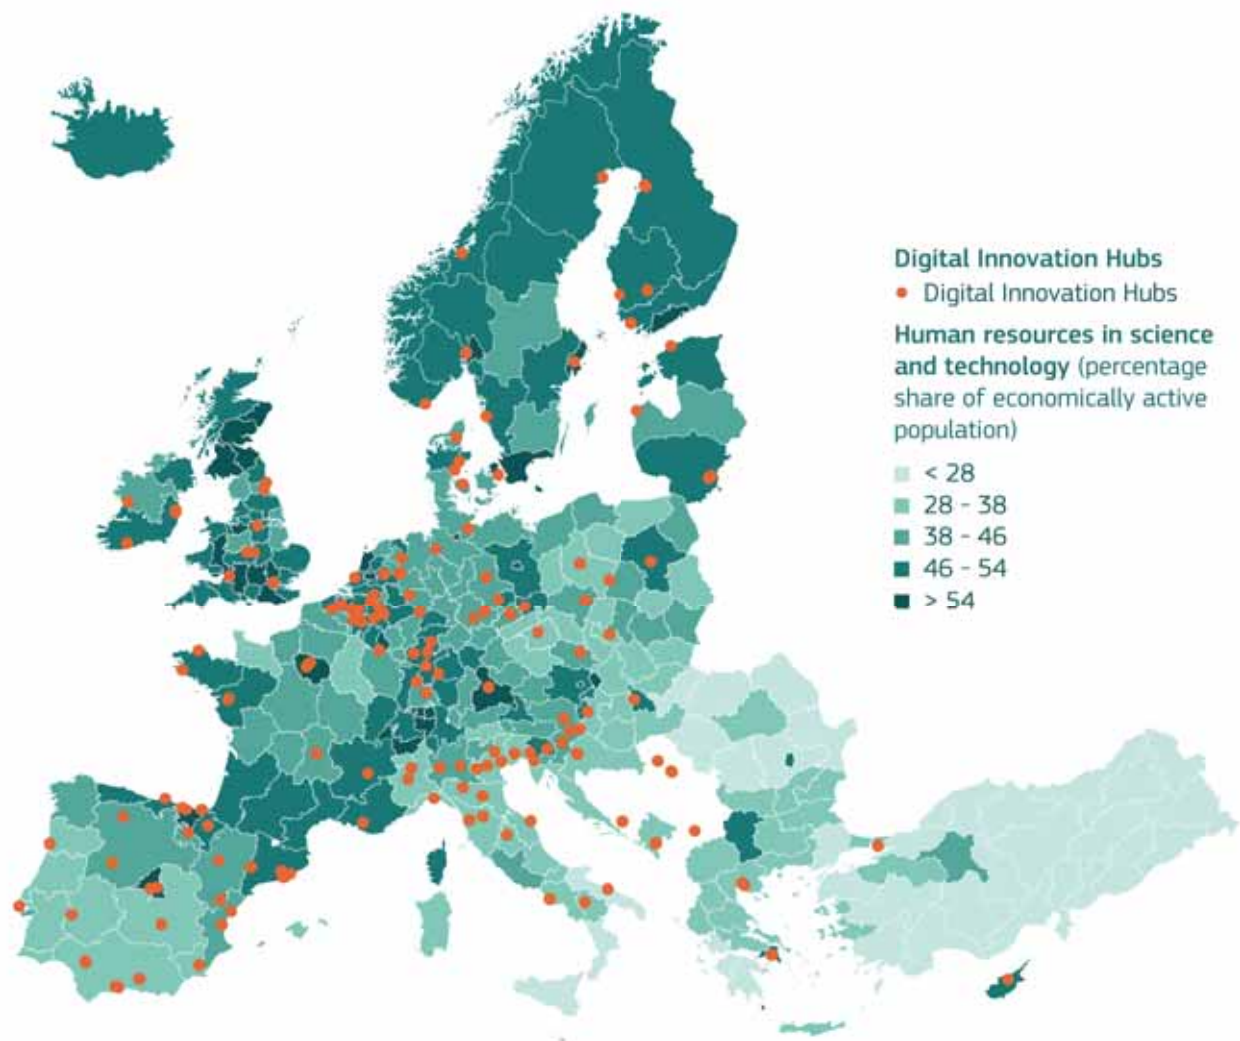 Digital Innovation Hubs
Digital Innovation Hubs
Human resources in science
and technology (percentage
share of economically active
population)
< 28
28 - 38
38 - 46
46 - 54
> 54